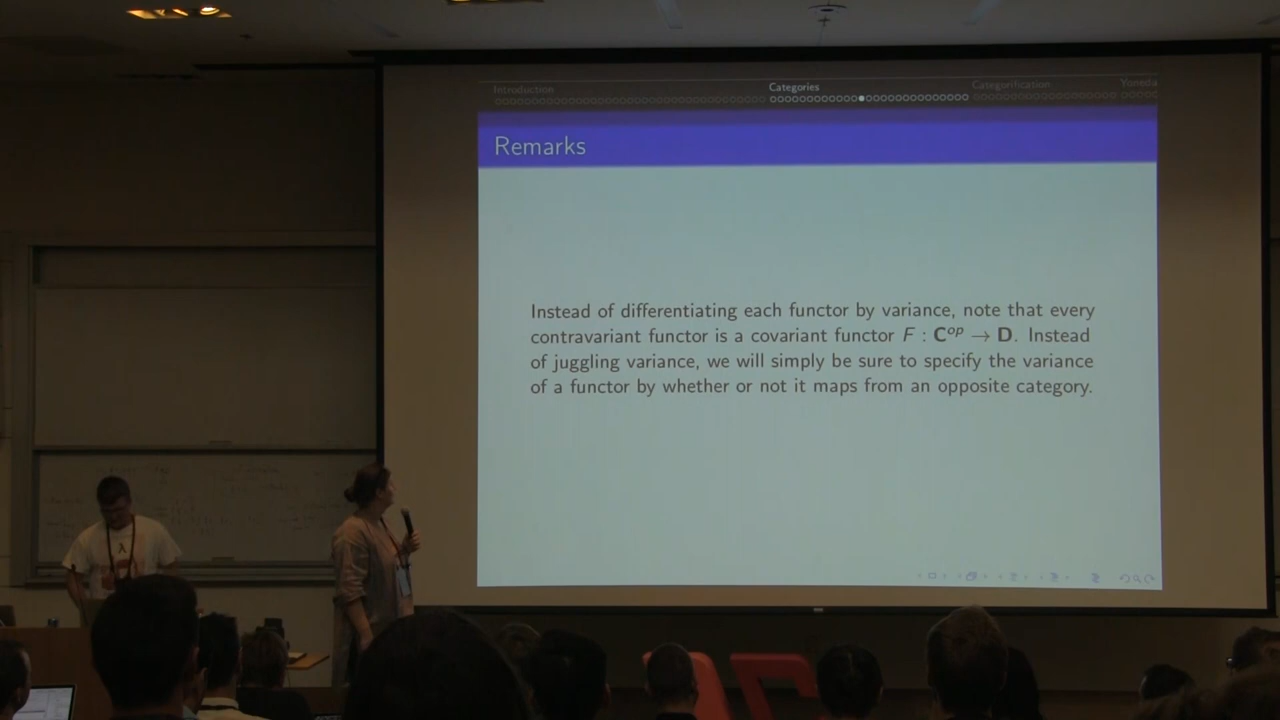 Introduction Categories Categorification Yoneda
Remarks
Instead of differentiating each functor by variance, note that every
contravariant functor is a covariant functor F : C^op → D. Instead
of juggling variance, we will simply be sure to specify the variance
of a functor by whether or not it maps from an opposite category.
λ